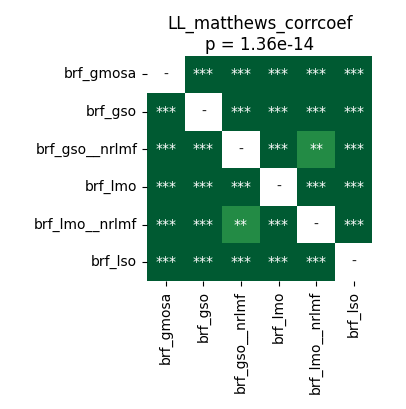 LL_matthews_corrcoef
p = 1.36e-14
brf_gmosa - *** *** *** *** ***
brf_gso *** - *** *** *** ***
brf_gso__nrlmf *** *** - *** ** ***
brf_lmo *** *** *** - *** ***
brf_lmo__nrlmf *** *** ** *** - ***
brf_lso *** *** *** *** *** -
brf_gmosa
brf_gso
brf_gso__nrlmf
brf_lmo
brf_lmo__nrlmf
brf_lso